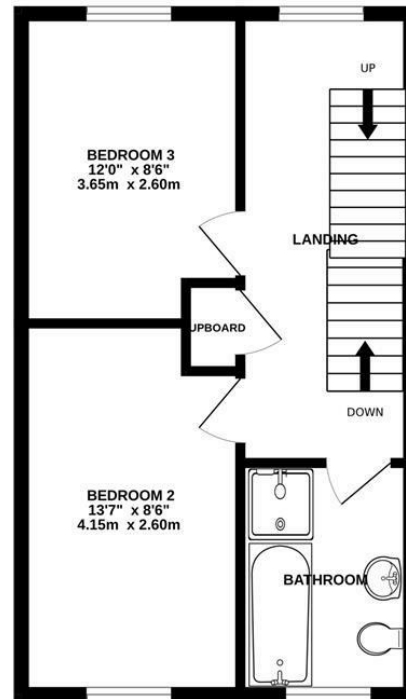 UP
BEDROOM 3
12'0" x 8'6"
3.65m x 2.60m
LANDING
UPBOARD
DOWN
BEDROOM 2
13'7" x 8'6"
4.15m x 2.60m
BATHROOM